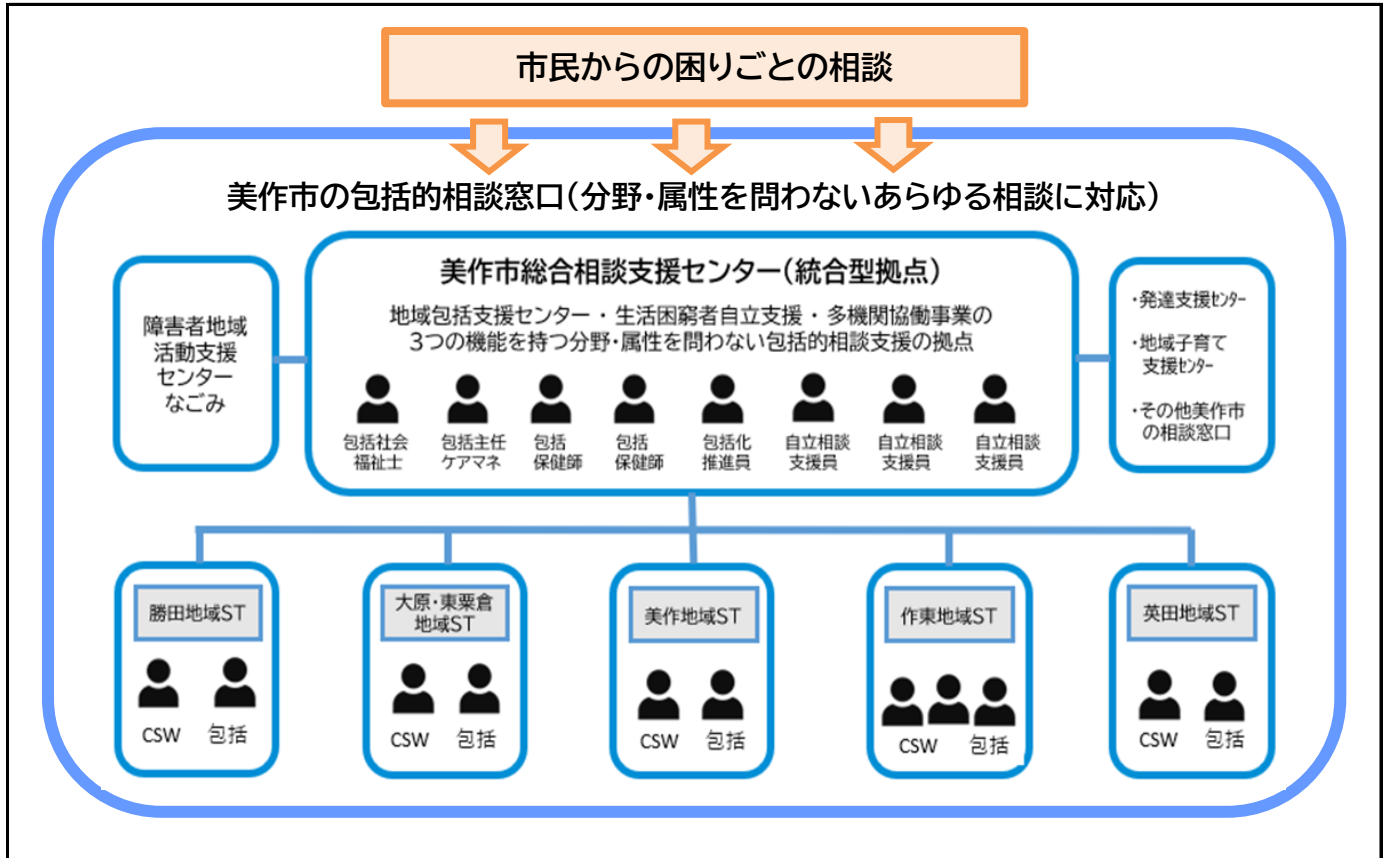 市民からの困りごとの相談
美作市の包括的相談窓口(分野・属性を問わないあらゆる相談に対応)
障害者地域
活動支援
センター
なごみ
美作市総合相談支援センター(統合型拠点)
地域包括支援センター・生活困窮者自立支援・多機関協働事業の
3つの機能を持つ分野・属性を問わない包括的相談支援の拠点
包括社会
福祉士
包括主任
ケアマネ
包括
保健師
包括
保健師
包括化
推進員
自立相談
支援員
自立相談
支援員
自立相談
支援員
・発達支援ｾﾝﾀｰ
・地域子育て
支援ｾﾝﾀｰ
・その他美作市
の相談窓口
勝田地域ST
CSW 包括
大原・東粟倉
地域ST
CSW 包括
美作地域ST
CSW 包括
作東地域ST
CSW 包括
英田地域ST
CSW 包括